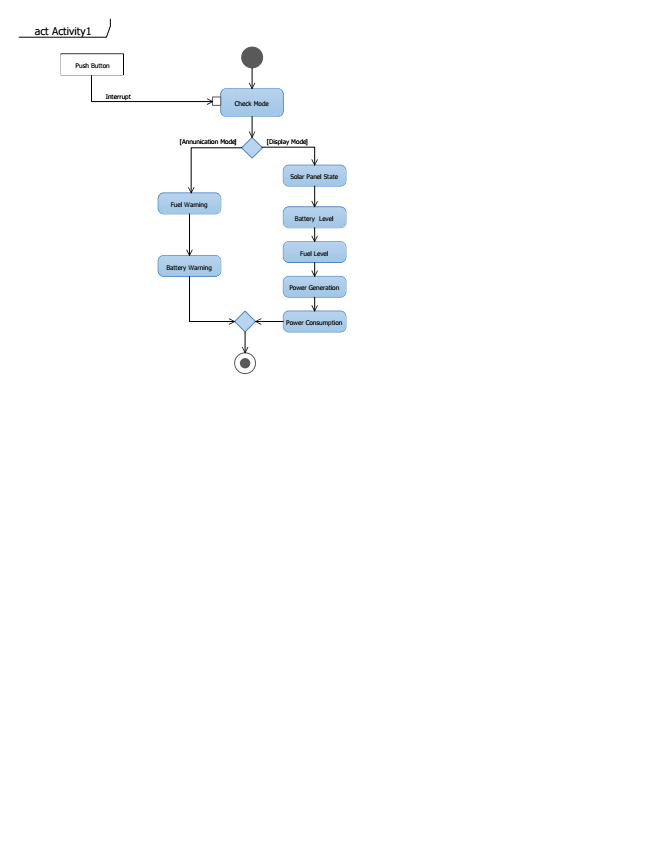 act Activity1
Push Button
Interrupt
Check Mode
[Annunication Mode]
[Display Mode]
Solar Panel State
Fuel Warning
Battery Level
Fuel Level
Battery Warning
Power Generation
Power Consumption